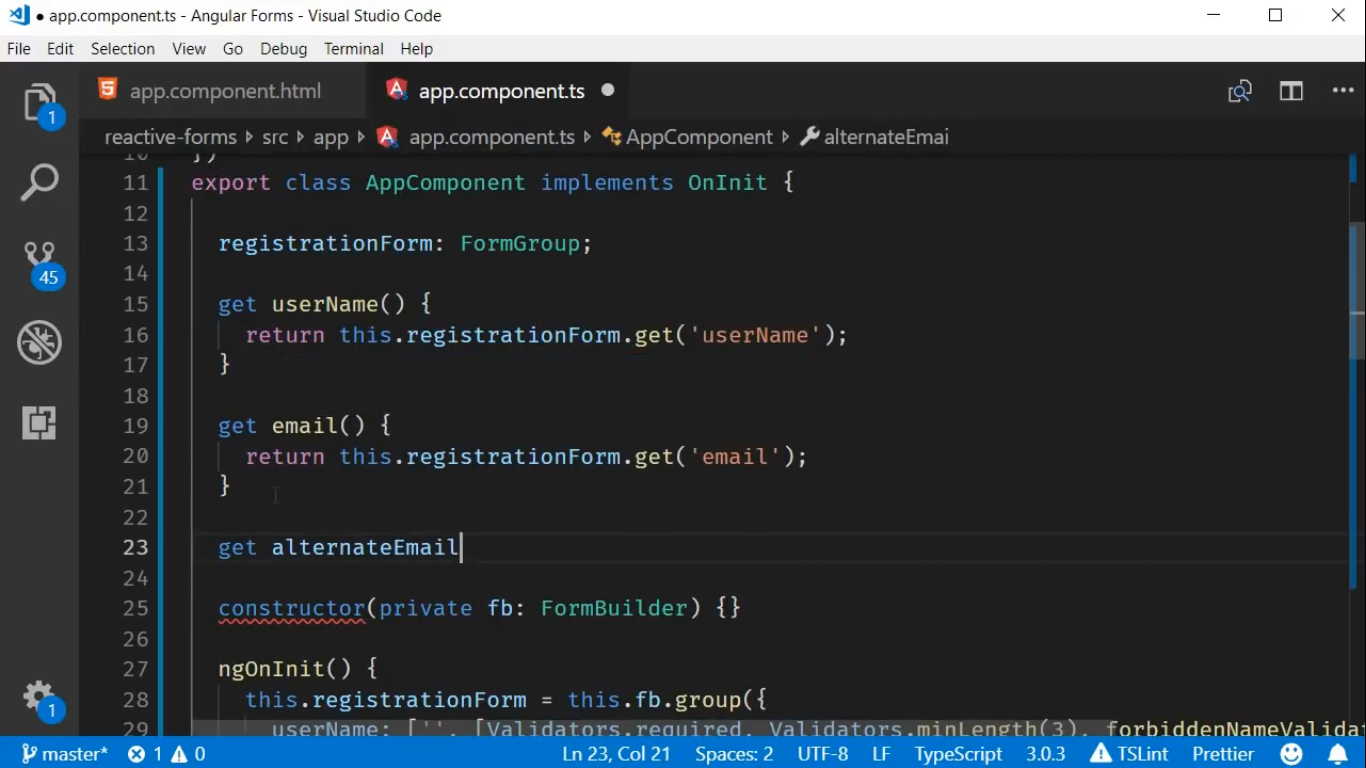 ● app.component.ts - Angular Forms - Visual Studio Code
File Edit Selection View Go Debug Terminal Help
app.component.html app.component.ts ●
reactive-forms › src › app › app.component.ts › AppComponent › alternateEmai
10 })
11 export class AppComponent implements OnInit {
12
13 registrationForm: FormGroup;
14
15 get userName() {
16 return this.registrationForm.get('userName');
17 }
18
19 get email() {
20 return this.registrationForm.get('email');
21 }
22
23 get alternateEmail
24
25 constructor(private fb: FormBuilder) {}
26
27 ngOnInit() {
28 this.registrationForm = this.fb.group({
29 userName: ['', [Validators.required, Validators.minLength(3), forbiddenNameValida
1
45
1
master* 1 0 Ln 23, Col 21 Spaces: 2 UTF-8 LF TypeScript 3.0.3 TSLint Prettier